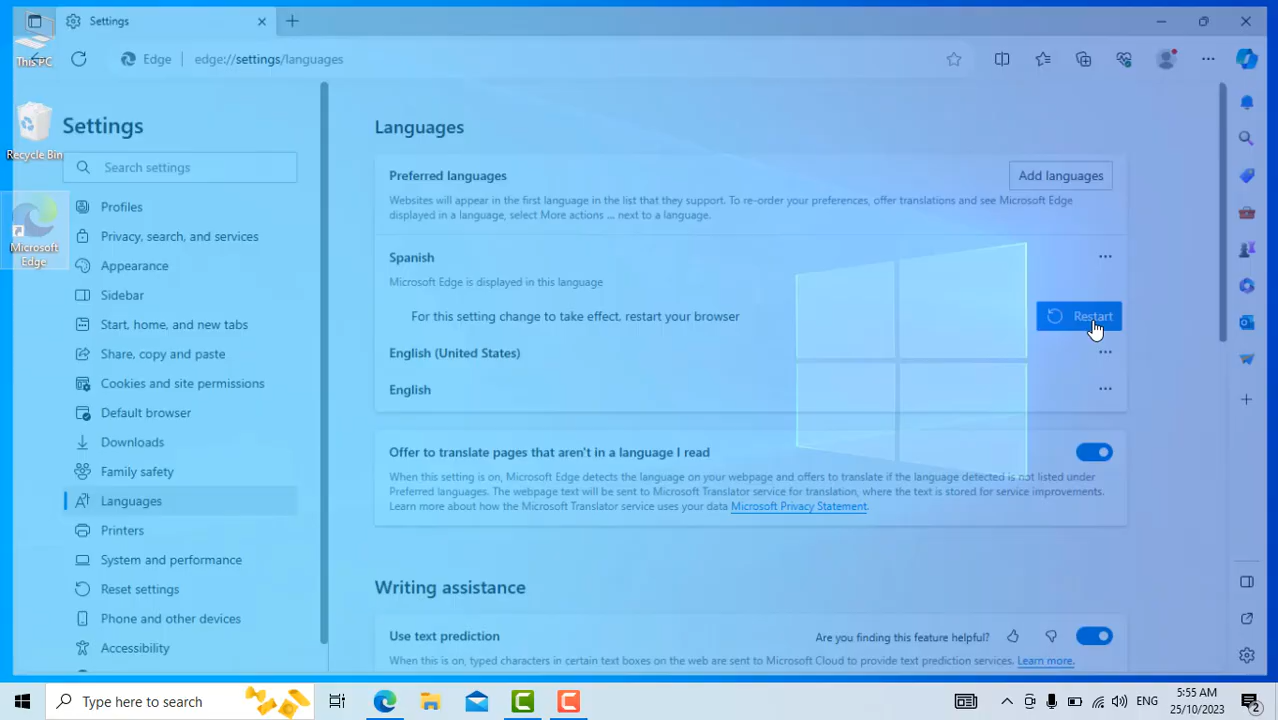 Settings
Edge
edge://settings/languages
This PC
Recycle Bin
Microsoft
Edge
Settings
Search settings
Profiles
Privacy, search, and services
Appearance
Sidebar
Start, home, and new tabs
Share, copy and paste
Cookies and site permissions
Default browser
Downloads
Family safety
Languages
Printers
System and performance
Reset settings
Phone and other devices
Accessibility
Languages
Preferred languages
Add languages
Websites will appear in the first language in the list that they support. To re-order your preferences, offer translations and see Microsoft Edge
displayed in a language, select More actions ... next to a language.
Spanish
Microsoft Edge is displayed in this language
For this setting change to take effect, restart your browser
Restart
English (United States)
English
Offer to translate pages that aren't in a language I read
When this setting is on, Microsoft Edge detects the language on your webpage and offers to translate if the language detected is not listed under
Preferred languages. The webpage text will be sent to Microsoft Translator service for translation, where the text is stored for service improvements.
Learn more about how the Microsoft Translator service uses your data Microsoft Privacy Statement.
Writing assistance
Use text prediction
Are you finding this feature helpful?
When this is on, typed characters in certain text boxes on the web are sent to Microsoft Cloud to provide text prediction services. Learn more.
Type here to search
ENG
5:55 AM
25/10/2023
2